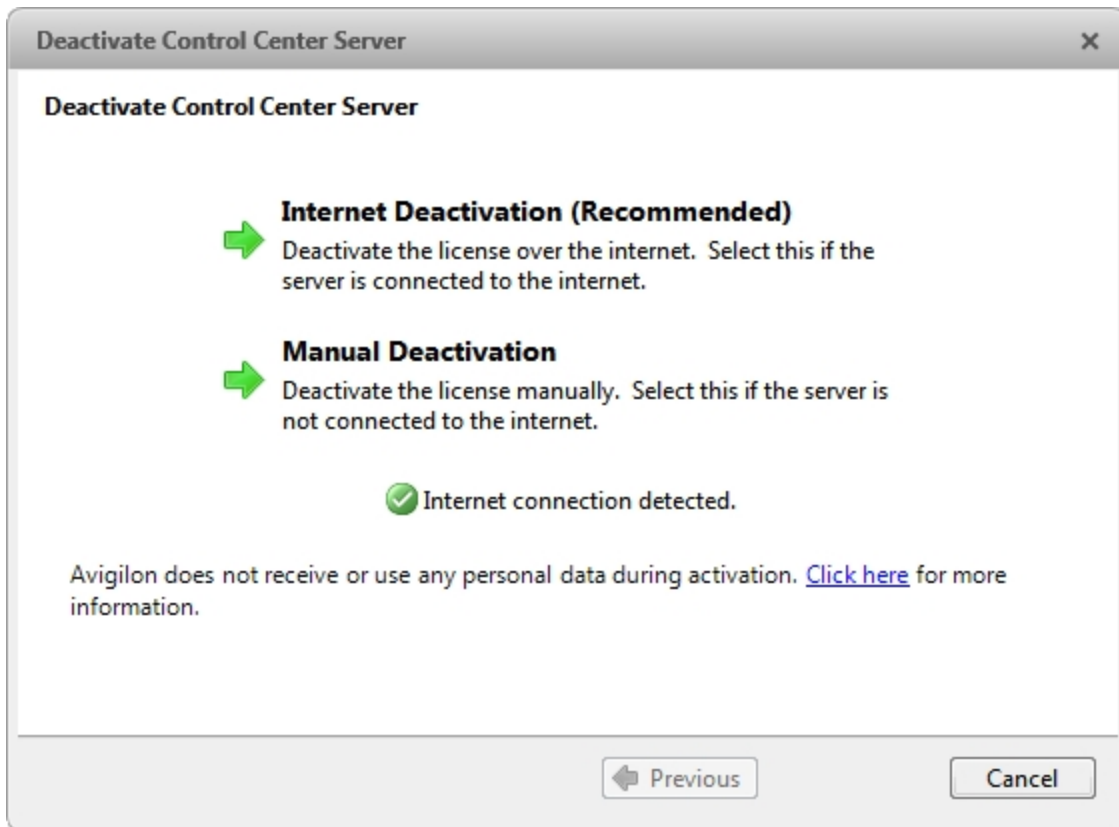 Deactivate Control Center Server
Deactivate Control Center Server
Internet Deactivation (Recommended)
Deactivate the license over the internet.  Select this if the
server is connected to the internet.
Manual Deactivation
Deactivate the license manually.  Select this if the server is
not connected to the internet.
Internet connection detected.
Avigilon does not receive or use any personal data during activation. Click here for more
information.
Previous
Cancel